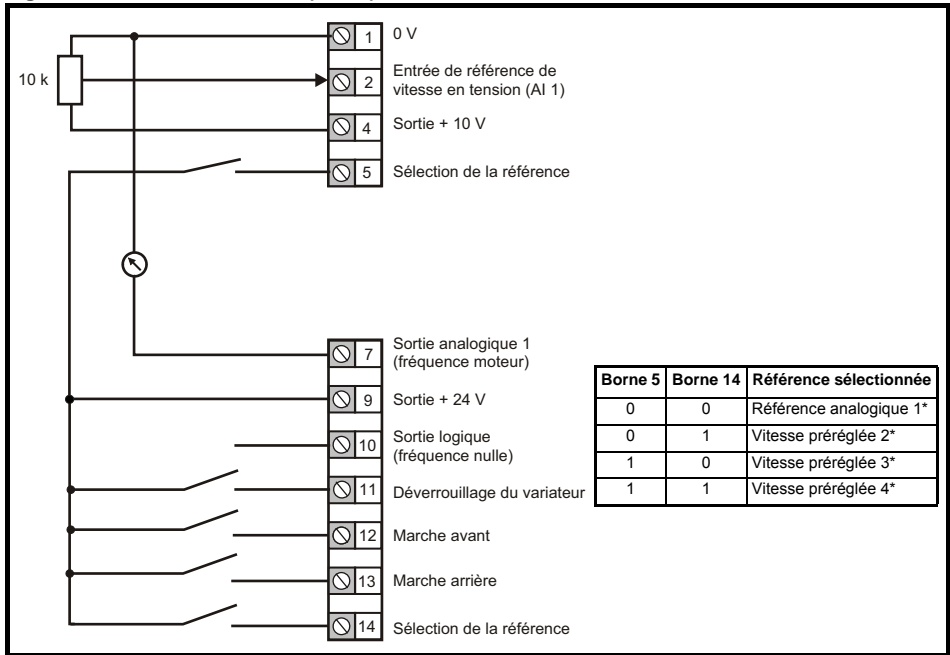 1 0 V
10 k
2 Entrée de référence de
vitesse en tension (AI 1)
4 Sortie + 10 V
5 Sélection de la référence
7 Sortie analogique 1
(fréquence moteur)
9 Sortie + 24 V
10 Sortie logique
(fréquence nulle)
11 Déverrouillage du variateur
12 Marche avant
13 Marche arrière
14 Sélection de la référence
Borne 5 Borne 14 Référence sélectionnée
0 0 Référence analogique 1*
0 1 Vitesse préréglée 2*
1 0 Vitesse préréglée 3*
1 1 Vitesse préréglée 4*